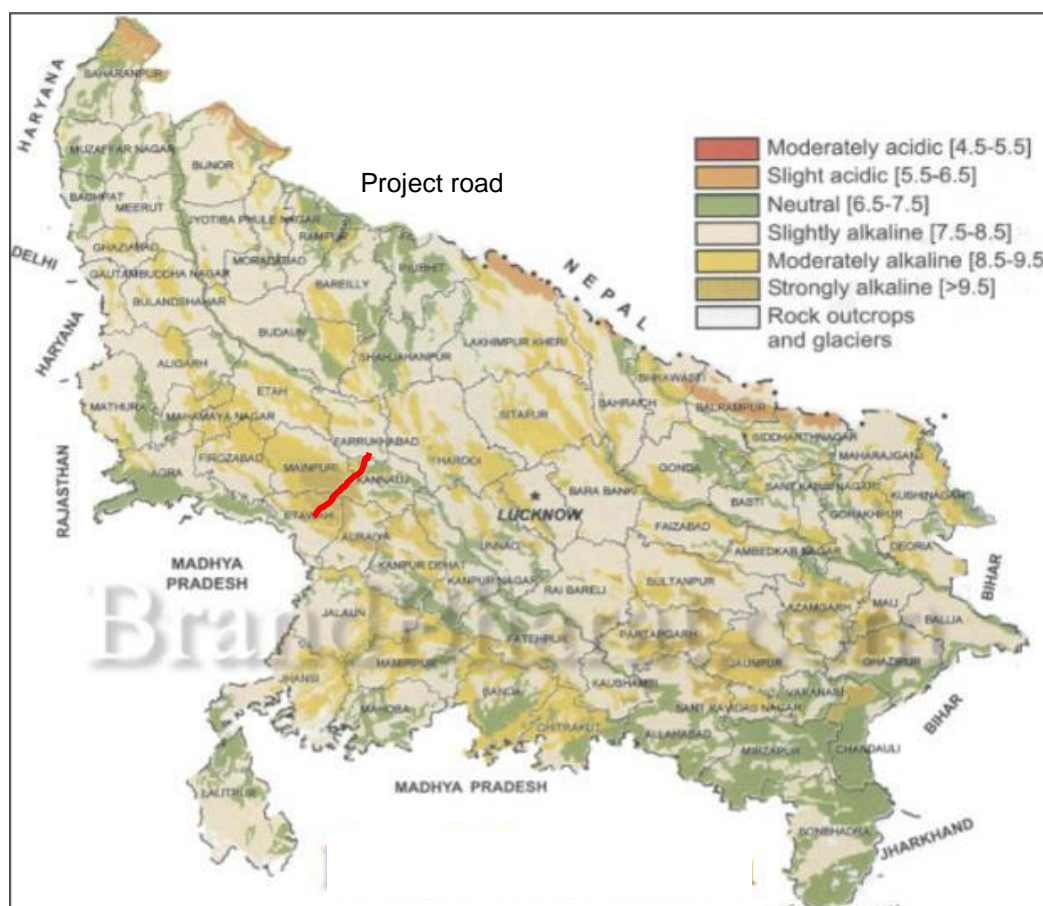 HARYANA
SAHARANPUR
MUZAFFAR NAGAR
BIJNOR
Project road
BAGHPAT
MEERUT
JYOTIBA PHULE NAGAR
RAMPUR
DELHI
GHAZIABAD
MORADABAD
PILIBHIT
GAUTAMBUDDHA NAGAR
BAREILLY
BULANDSHAHAR
HARYANA
BUDAUN
SHAHJAHANPUR
LAKHIMPUR KHERI
NEPAL
Moderately acidic [4.5-5.5]
Slight acidic [5.5-6.5]
Neutral [6.5-7.5]
Slightly alkaline [7.5-8.5]
Moderately alkaline [8.5-9.5]
Strongly alkaline [>9.5]
Rock outcrops
and glaciers
ALIGARH
ETAH
MATHURA
MAHAMAYA NAGAR
SITAPUR
BAHRAICH
SHRAWASTI
BALRAMPUR
SIDDHARTHNAGAR
MAHARAJGANJ
FARRUKHABAD
FIROZABAD
MAINPURI
HARDOI
KANNAUJ
AGRA
RAJASTHAN
GONDA
SANT KABIR NAGAR
KUSHINAGAR
BARA BANKI
BASTI
GORAKHPUR
ETAWAH
LUCKNOW
AURAIYA
UNNAO
FAIZABAD
DEORIA
AMBEDKAR NAGAR
MADHYA
PRADESH
KANPUR DEHAT
KANPUR NAGAR
RAI BARELI
SULTANPUR
BIHAR
JALAUN
AZAMGARH
MAU
BALLIA
BrandBharat.com
FATEHPUR
PARTAPGARH
JAUNPUR
GHAZIPUR
HAMIRPUR
JHANSI
BANDA
KAUSHAMBI
VARANASI
MAHOBA
SANT RAVIDAS NAGAR
CHITRAKUT
ALLAHABAD
MIRZAPUR
CHANDAULI
BIHAR
MADHYA PRADESH
LALITPUR
SONBHADRA
JHARKHAND